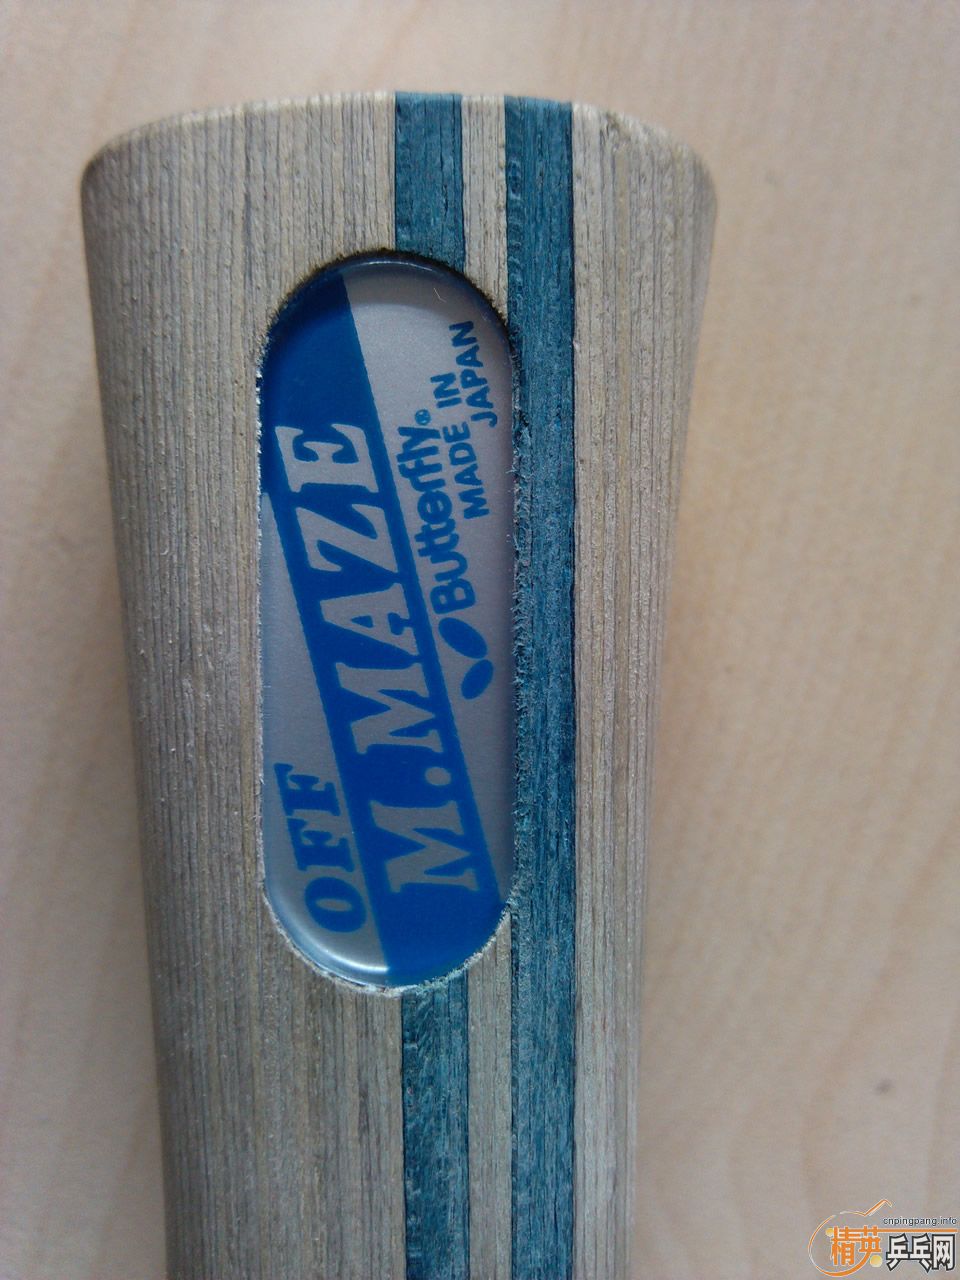 OFF
M.MAZE
Butterfly®
MADE IN
JAPAN
cnpingpang.info
精英乒乓网